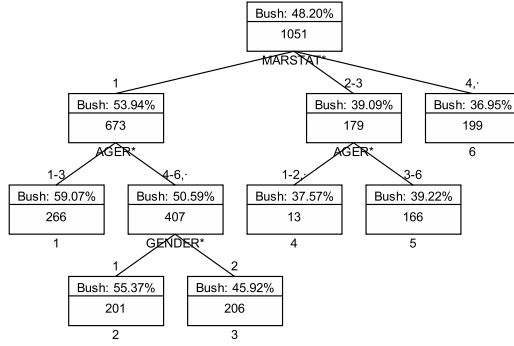 Bush: 48.20%
1051
MARSTAT*
1
2-3
4,·
Bush: 53.94%
673
AGER*
Bush: 39.09%
179
AGER*
Bush: 36.95%
199
6
1-3
4-6,·
1-2,·
3-6
Bush: 59.07%
266
1
Bush: 50.59%
407
GENDER*
Bush: 37.57%
13
4
Bush: 39.22%
166
5
1
2
Bush: 55.37%
201
2
Bush: 45.92%
206
3